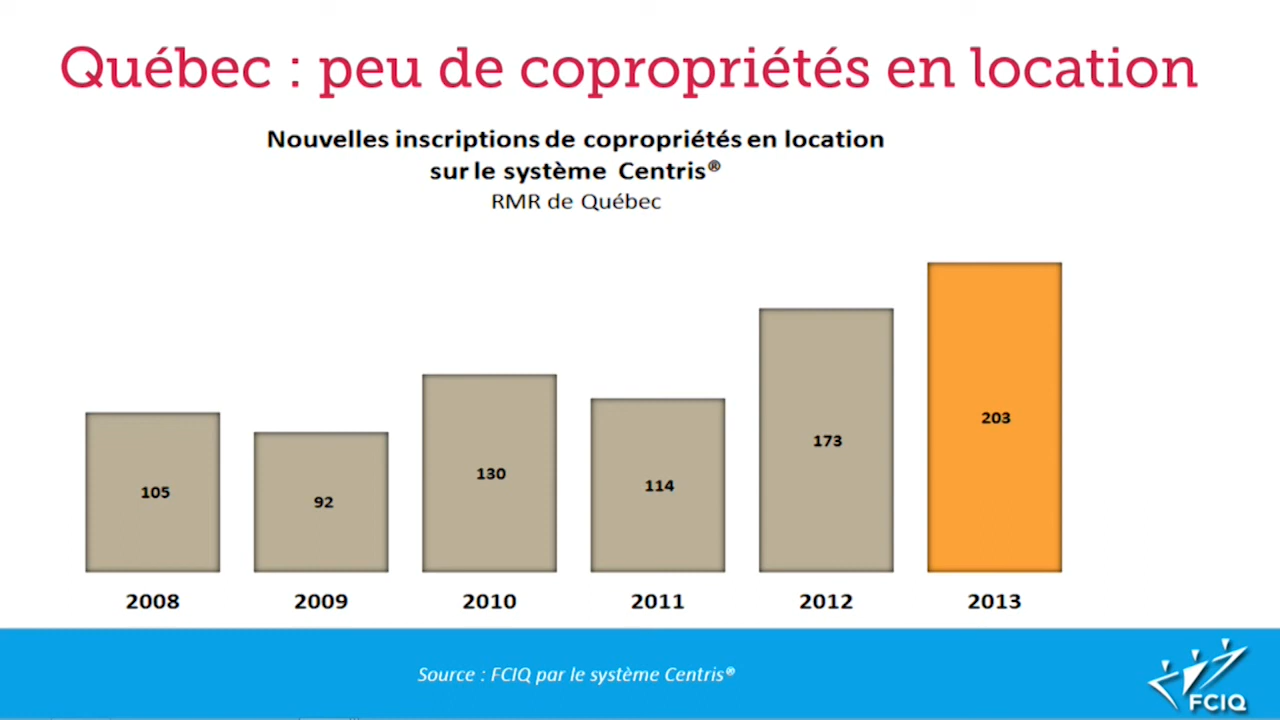 Québec : peu de copropriétés en location
Nouvelles inscriptions de copropriétés en location
sur le système Centris®
RMR de Québec
105
92
130
114
173
203
2008
2009
2010
2011
2012
2013
Source : FCIQ par le système Centris®
FCIQ